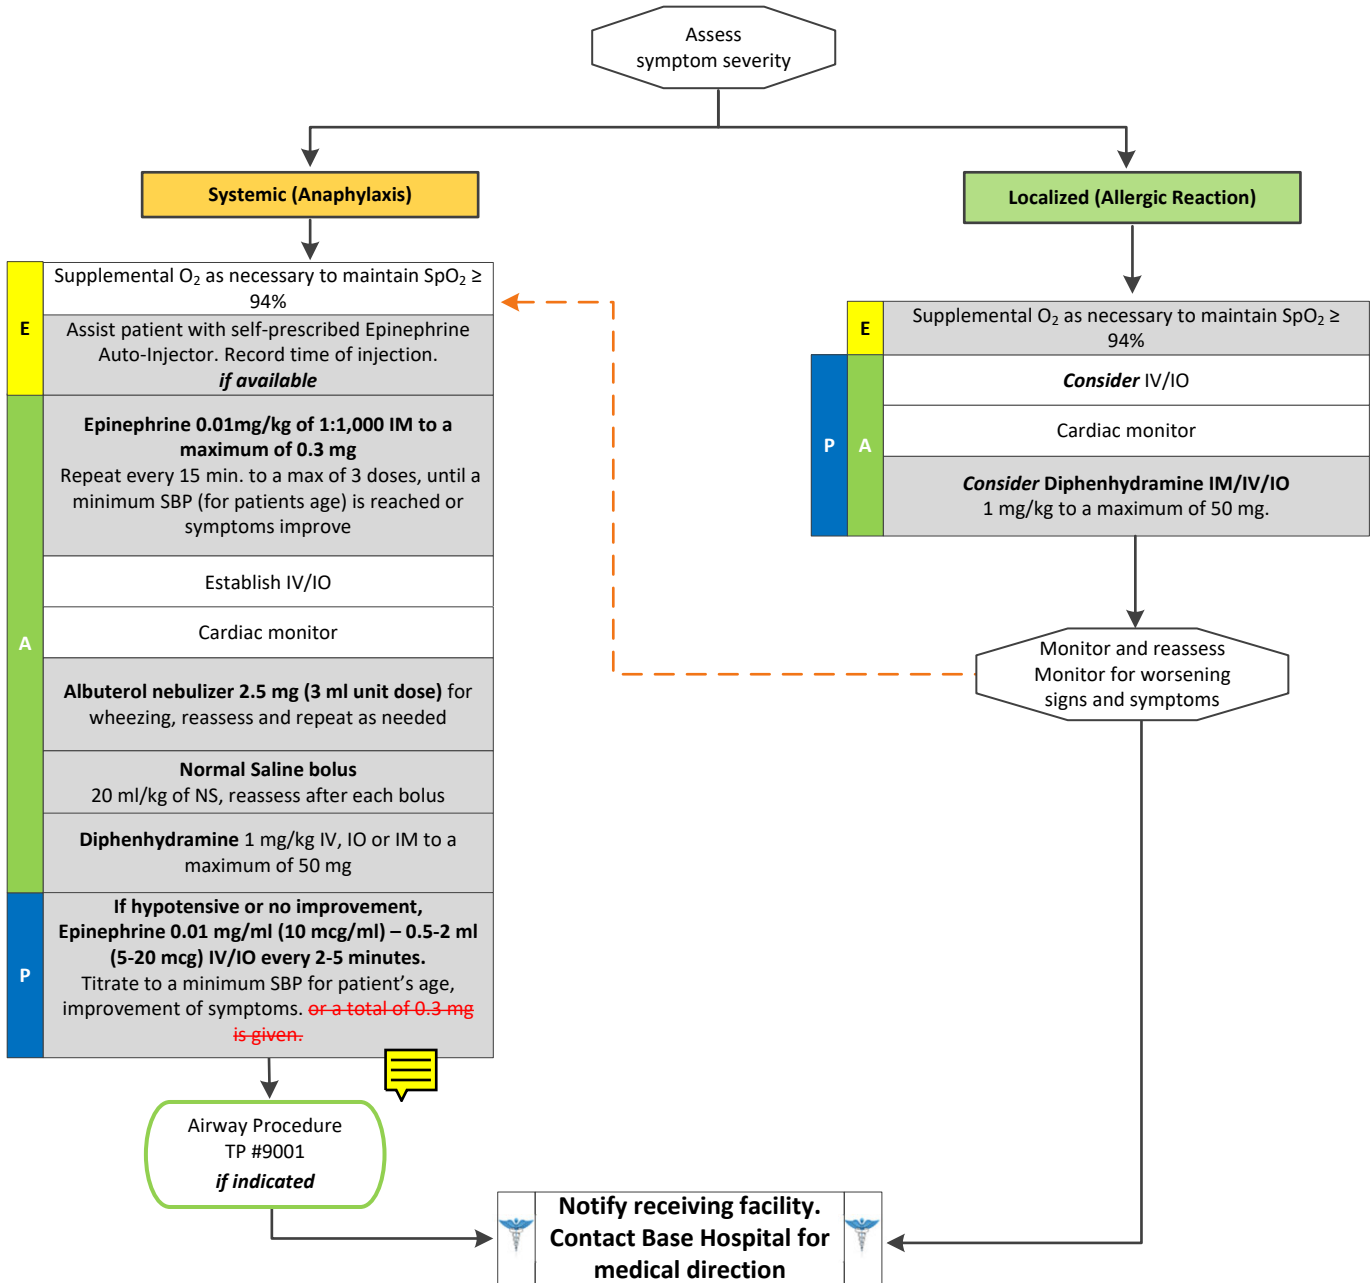 Assess
symptom severity
Systemic (Anaphylaxis)
E
Supplemental O₂ as necessary to maintain SpO₂ ≥
94%
Assist patient with self-prescribed Epinephrine
Auto-Injector. Record time of injection.
if available
A
Epinephrine 0.01mg/kg of 1:1,000 IM to a
maximum of 0.3 mg
Repeat every 15 min. to a max of 3 doses, until a
minimum SBP (for patients age) is reached or
symptoms improve
Establish IV/IO
Cardiac monitor
Albuterol nebulizer 2.5 mg (3 ml unit dose) for
wheezing, reassess and repeat as needed
Normal Saline bolus
20 ml/kg of NS, reassess after each bolus
Diphenhydramine 1 mg/kg IV, IO or IM to a
maximum of 50 mg
P
If hypotensive or no improvement,
Epinephrine 0.01 mg/ml (10 mcg/ml) – 0.5-2 ml
(5-20 mcg) IV/IO every 2-5 minutes.
Titrate to a minimum SBP for patient’s age,
improvement of symptoms. or a total of 0.3 mg
is given.
Airway Procedure
TP #9001
if indicated
Localized (Allergic Reaction)
E
Supplemental O₂ as necessary to maintain SpO₂ ≥
94%
P
A
Consider IV/IO
Cardiac monitor
Consider Diphenhydramine IM/IV/IO
1 mg/kg to a maximum of 50 mg.
Monitor and reassess
Monitor for worsening
signs and symptoms
Notify receiving facility.
Contact Base Hospital for
medical direction